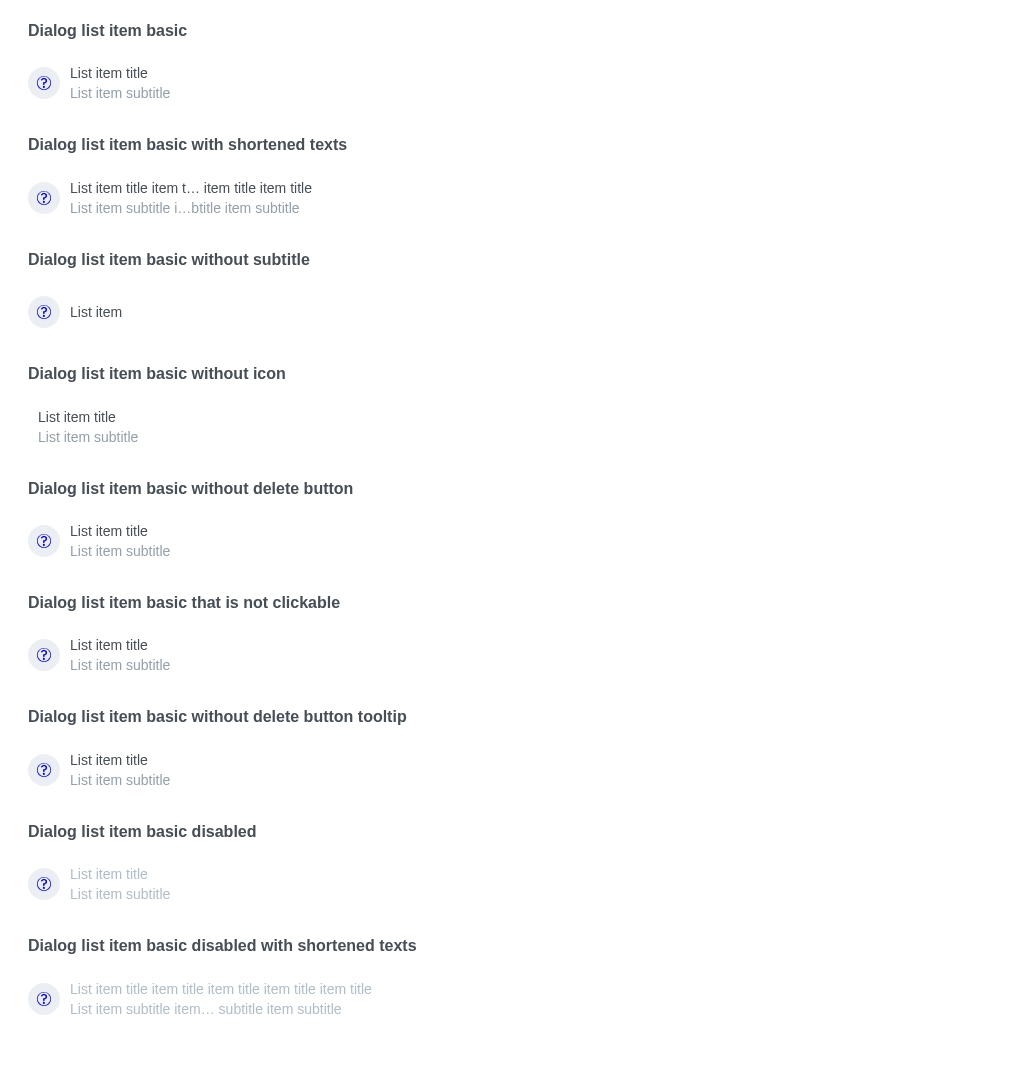 Dialog list item basic
List item title
List item subtitle
Dialog list item basic with shortened texts
List item title item t… item title item title
List item subtitle i…btitle item subtitle
Dialog list item basic without subtitle
List item
Dialog list item basic without icon
List item title
List item subtitle
Dialog list item basic without delete button
List item title
List item subtitle
Dialog list item basic that is not clickable
List item title
List item subtitle
Dialog list item basic without delete button tooltip
List item title
List item subtitle
Dialog list item basic disabled
List item title
List item subtitle
Dialog list item basic disabled with shortened texts
List item title item title item title item title item title
List item subtitle item… subtitle item subtitle